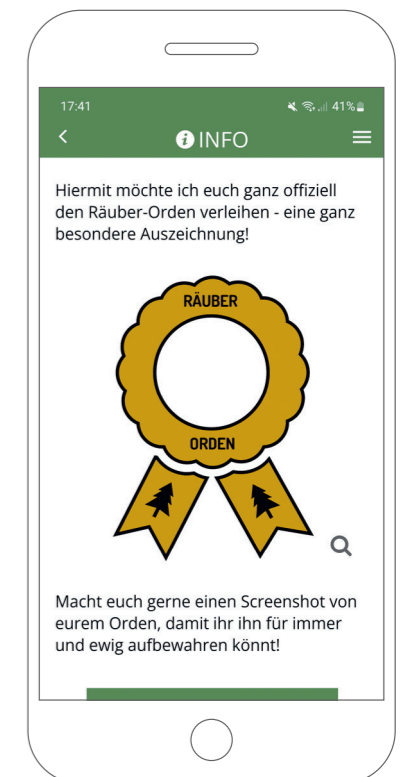 17:41 41%
INFO
Hiermit möchte ich euch ganz offiziell
den Räuber-Orden verleihen - eine ganz
besondere Auszeichnung!
RÄUBER
ORDEN
Macht euch gerne einen Screenshot von
eurem Orden, damit ihr ihn für immer
und ewig aufbewahren könnt!